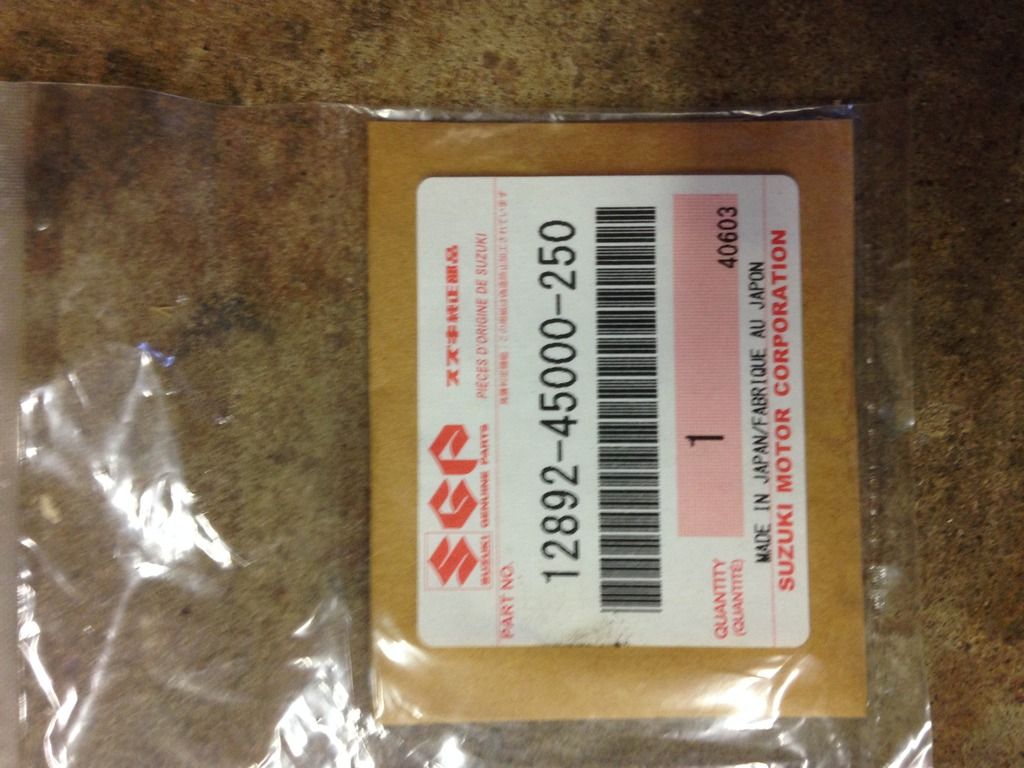 SGP
スズキ純正部品
SUZUKI GENUINE PARTS
PIÈCES D'ORIGINE DE SUZUKI
PART NO.
12892-45000-250
QUANTITY
(QUANTITÉ)
1
40603
MADE IN JAPAN/FABRIQUE AU JAPON
SUZUKI MOTOR CORPORATION